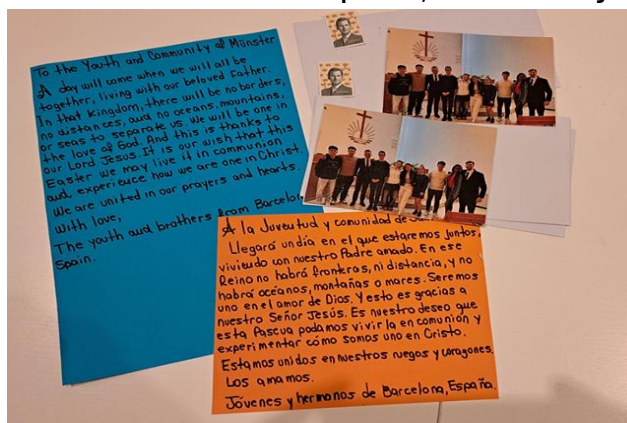 To the Youth and Community of Münster
A day will come when we will all be
together, living with our beloved Father.
In that Kingdom, there will be no borders,
no distances, and no oceans, mountains,
or seas to separate us. We will be one in
the love of God. And this is thanks to
our Lord Jesus. It is our wish that this
Easter we may live it in communion
and experience how we are one in Christ.
We are united in our prayers and hearts.
With love,
The youth and brothers from Barcelona
Spain.
A la Juventud y comunidad de
Llegará un día en el que estaremos juntos,
viviendo con nuestro Padre amado. En ese
Reino no habrá fronteras, ni distancia, y no
habrá océanos, montañas o mares. Seremos
uno en el amor de Dios. Y esto es gracias a
nuestro Señor Jesús. Es nuestro deseo que
esta Pascua podamos vivirla en comunión y
experimentar cómo somos uno en Cristo.
Estamos unidos en nuestros ruegos y corazones.
Los amamos.
Jóvenes y hermanos de Barcelona, España.